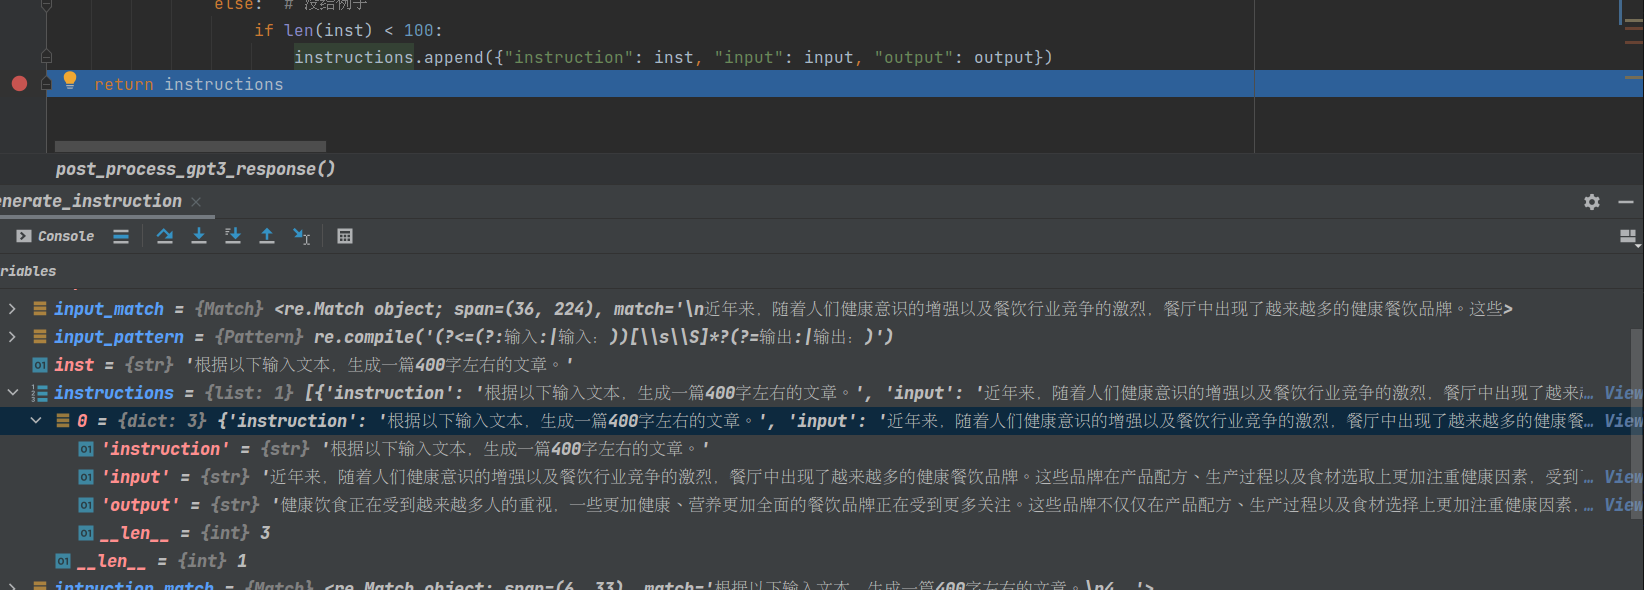 else:  # 没给例子
if len(inst) < 100:
instructions.append({"instruction": inst, "input": input, "output": output})
return instructions
post_process_gpt3_response()
enerate_instruction ×
Console
riables
input_match = {Match} <re.Match object; span=(36, 224), match='\n近年来，随着人们健康意识的增强以及餐饮行业竞争的激烈，餐厅中出现了越来越多的健康餐饮品牌。这些>
input_pattern = {Pattern} re.compile('(?<=(?:输入:|输入：))[\\s\\S]*?(?=输出:|输出：)')
inst = {str} '根据以下输入文本，生成一篇400字左右的文章。'
instructions = {list: 1} [{'instruction': '根据以下输入文本，生成一篇400字左右的文章。', 'input': '近年来，随着人们健康意识的增强以及餐饮行业竞争的激烈，餐厅中出现了越来… View
0 = {dict: 3} {'instruction': '根据以下输入文本，生成一篇400字左右的文章。', 'input': '近年来，随着人们健康意识的增强以及餐饮行业竞争的激烈，餐厅中出现了越来越多的健康餐… View
'instruction' = {str} '根据以下输入文本，生成一篇400字左右的文章。'
'input' = {str} '近年来，随着人们健康意识的增强以及餐饮行业竞争的激烈，餐厅中出现了越来越多的健康餐饮品牌。这些品牌在产品配方、生产过程以及食材选取上更加注重健康因素，受到… View
'output' = {str} '健康饮食正在受到越来越多人的重视，一些更加健康、营养更加全面的餐饮品牌正在受到更多关注。这些品牌不仅仅在产品配方、生产过程以及食材选择上更加注重健康因素，… View
__len__ = {int} 3
__len__ = {int} 1
intruction_match = {Match} <re.Match object; span=(6, 33), match='根据以下输入文本，生成一篇400字左右的文章。\n4. '>